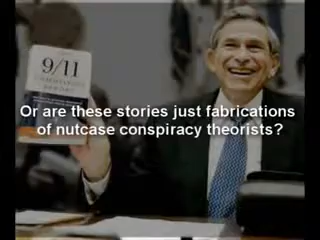 9/11
Or are these stories just fabrications
of nutcase conspiracy theorists?